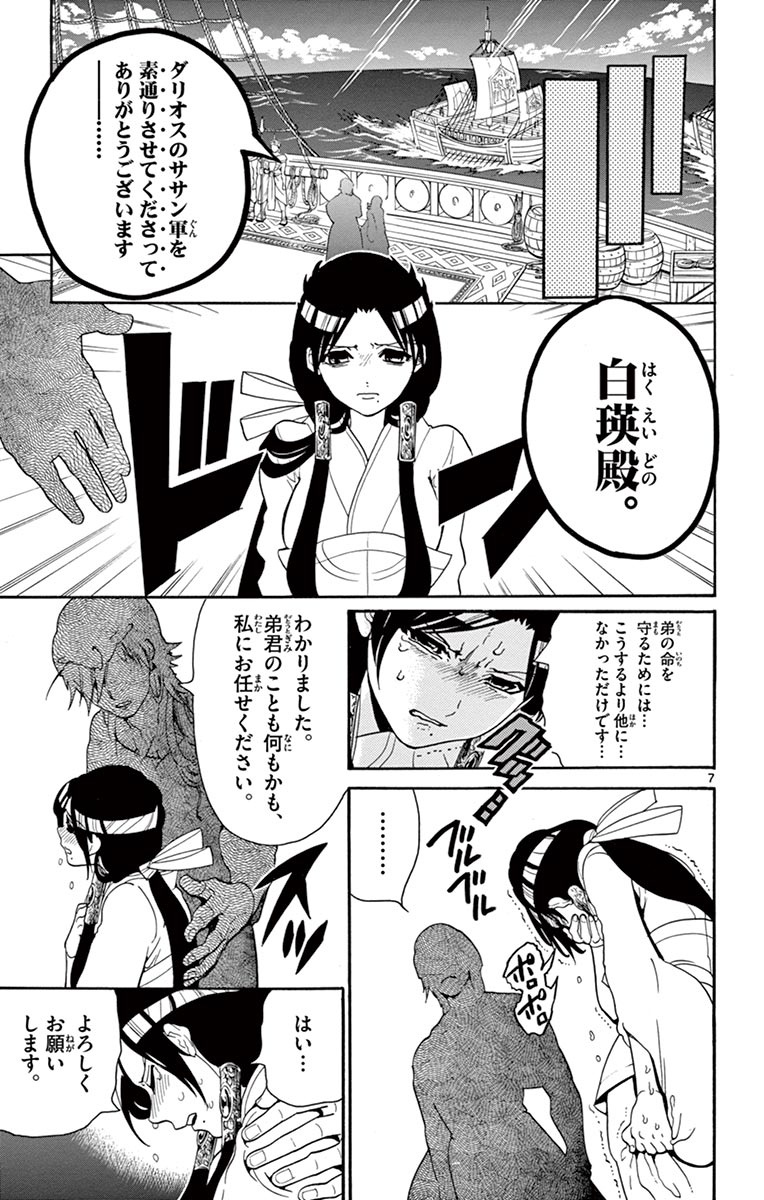 ダリオスのササン軍を
素通りさせてくださって
ありがとうございます
………
白瑛殿。
ドン
弟の命を
守るためには…
こうするより他に…
なかっただけです…
グッ…
わかりました。
弟君のことも何もかも、
私にお任せください。
7
………
ブルブル
ポロポロ
スッ
はい…
よろしく
お願い
します。